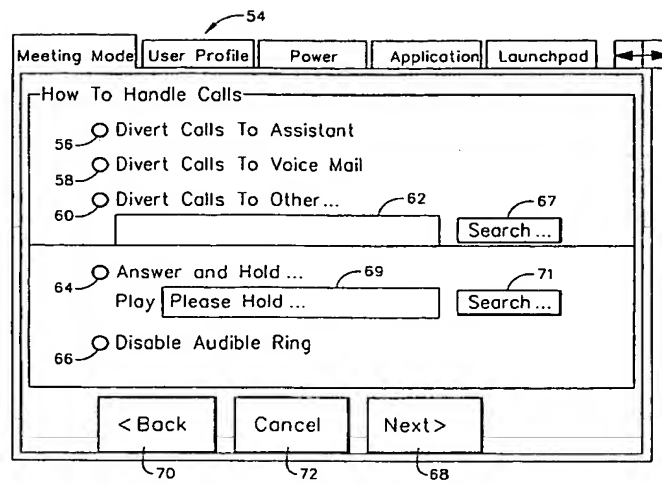 54
Meeting Mode User Profile Power Application Launchpad
How To Handle Calls
56 Divert Calls To Assistant
58 Divert Calls To Voice Mail
60 Divert Calls To Other... 62 67
Search ...
64 Answer and Hold ... 69 71
Play Please Hold ... Search ...
66 Disable Audible Ring
<Back Cancel Next>
70 72 68